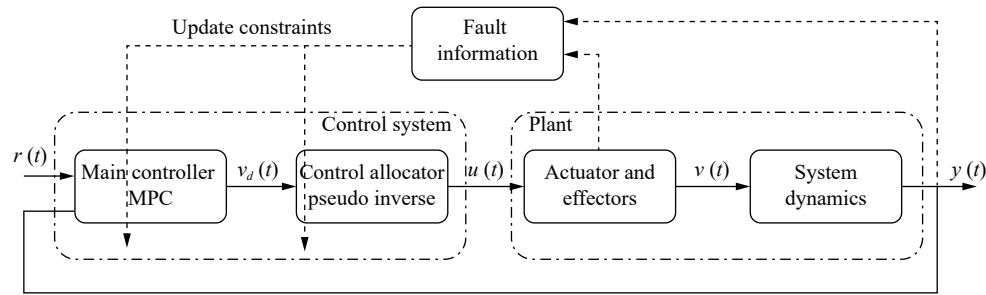 Update constraints
Fault
information
Control system
Plant
r (t)
Main controller
MPC
v_d (t)
Control allocator
pseudo inverse
u (t)
Actuator and
effectors
v (t)
System
dynamics
y (t)